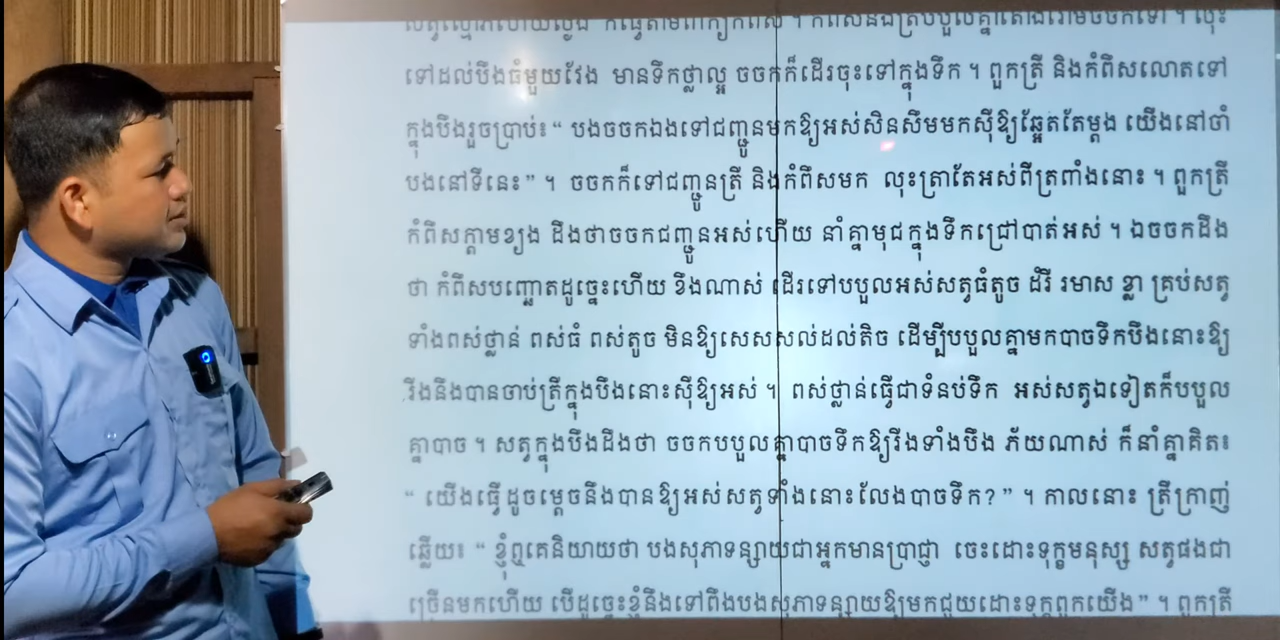 ទៅដល់បឹងធំមួយវែង មានទឹកថ្លាល្អ ចចកក៏ដើរចុះទៅក្នុងទឹក ។ ពួកត្រី និងកំពឹសលោតទៅ
ក្នុងបឹងរួចប្រាប់៖ “ បងចចកឯងទៅជញ្ជូនមកឱ្យអស់សិនសឹមមកស៊ីឱ្យឆ្អែតតែម្តង យើងនៅចាំ
បងនៅទីនេះ” ។ ចចកក៏ទៅជញ្ជូនត្រី និងកំពឹសមក លុះត្រាតែអស់ពីត្រពាំងនោះ ។ ពួកត្រី
កំពឹសក្តាមខ្យង ដឹងថាចចកជញ្ជូនអស់ហើយ នាំគ្នាមុជក្នុងទឹកជ្រៅបាត់អស់ ។ ឯចចកដឹង
ថា កំពឹសបញ្ឆោតដូច្នេះហើយ ខឹងណាស់ ដើរទៅបបួលអស់សត្វធំតូច ដំរី រមាស ខ្លា គ្រប់សត្វ
ទាំងពស់ថ្លាន់ ពស់ធំ ពស់តូច មិនឱ្យសេសសល់ដល់តិច ដើម្បីបបួលគ្នាមកបាចទឹកបឹងនោះឱ្យ
រីងនឹងបានចាប់ត្រីក្នុងបឹងនោះស៊ីឱ្យអស់ ។ ពស់ថ្លាន់ធ្វើជាទំនប់ទឹក អស់សត្វឯទៀតក៏បបួល
គ្នាបាច ។ សត្វក្នុងបឹងដឹងថា ចចកបបួលគ្នាបាចទឹកឱ្យរីងទាំងបឹង ភ័យណាស់ ក៏នាំគ្នាគិត៖
“ យើងធ្វើដូចម្តេចនឹងបានឱ្យអស់សត្វទាំងនោះលែងបាចទឹក? ” ។ កាលនោះ ត្រីក្រាញ់
ឆ្លើយ៖ “ ខ្ញុំឮគេនិយាយថា បងសុភាទន្សាយជាអ្នកមានប្រាជ្ញា ចេះដោះទុក្ខមនុស្ស សត្វផងជា
ច្រើនមកហើយ បើដូច្នេះខ្ញុំនឹងទៅពឹងបងសុភាទន្សាយឱ្យមកជួយដោះទុក្ខពួកយើង” ។ ពួកត្រី